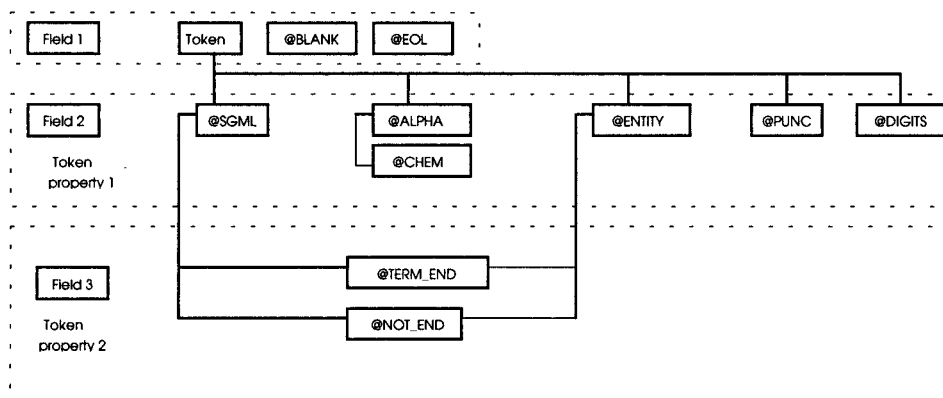 Field 1
Token
@BLANK
@EOL
Field 2
@SGML
@ALPHA
@ENTITY
@PUNC
@DIGITS
@CHEM
Token
property 1
@TERM_END
Field 3
@NOT_END
Token
property 2